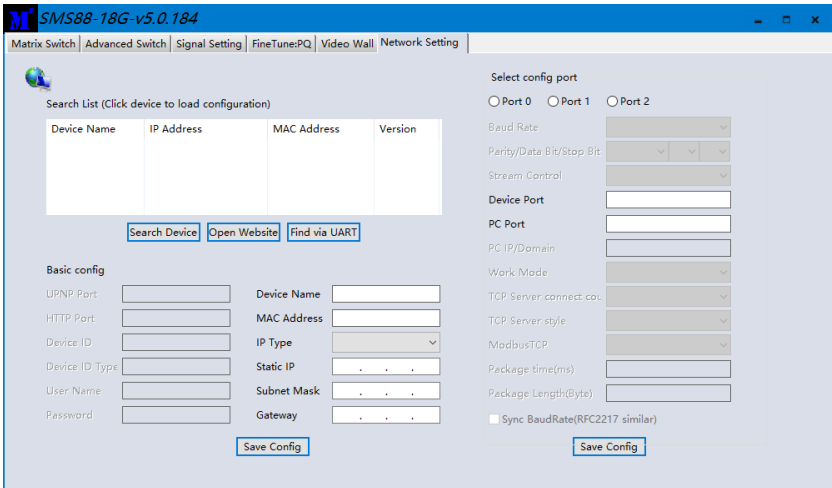 SMS88-18G-v5.0.184
Matrix Switch Advanced Switch Signal Setting FineTune:PQ Video Wall Network Setting
Search List (Click device to load configuration)
Device Name IP Address MAC Address Version
Search Device Open Website Find via UART
Basic config
UPNP Port Device Name
HTTP Port MAC Address
Device ID IP Type
Device ID Type Static IP . . .
User Name Subnet Mask . . .
Password Gateway . . .
Save Config
Select config port
Port 0 Port 1 Port 2
Baud Rate
Parity/Data Bit/Stop Bit
Stream Control
Device Port
PC Port
PC IP/Domain
Work Mode
TCP Server connect cou
TCP Server style
ModbusTCP
Package time(ms)
Package Length(Byte)
Sync BaudRate(RFC2217 similar)
Save Config